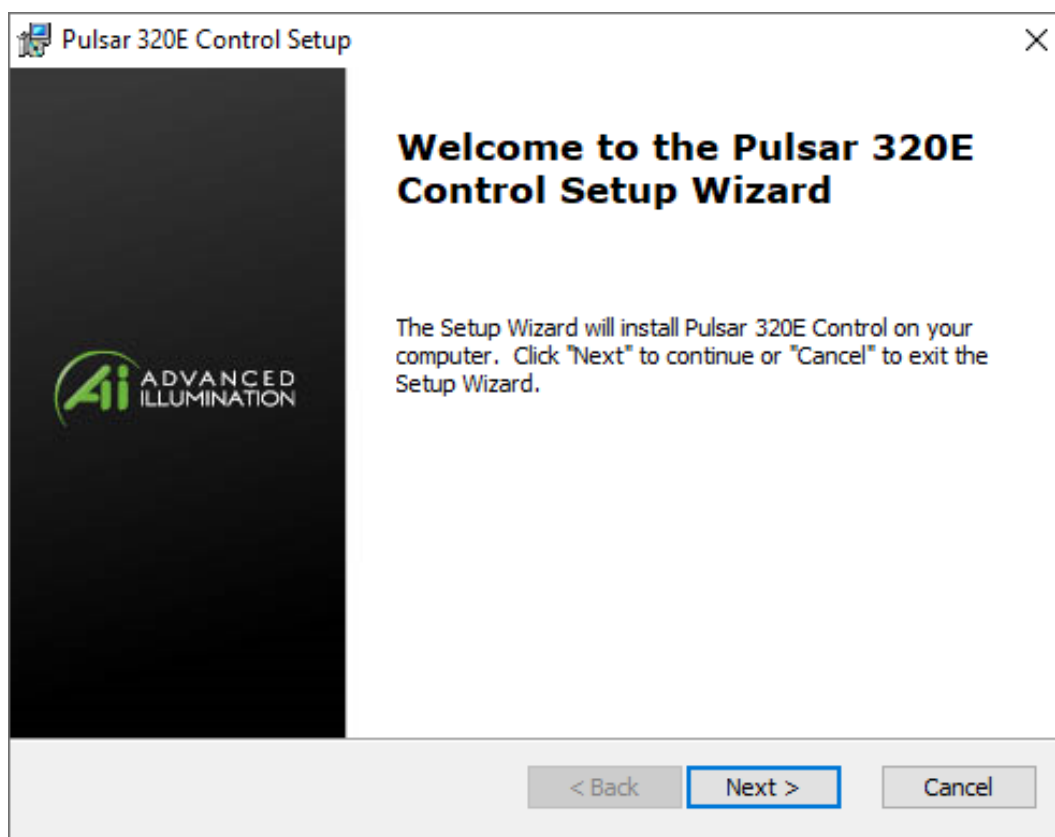 Pulsar 320E Control Setup
Welcome to the Pulsar 320E
Control Setup Wizard
The Setup Wizard will install Pulsar 320E Control on your
computer.  Click "Next" to continue or "Cancel" to exit the
Setup Wizard.
Ai ADVANCED
ILLUMINATION
< Back
Next >
Cancel